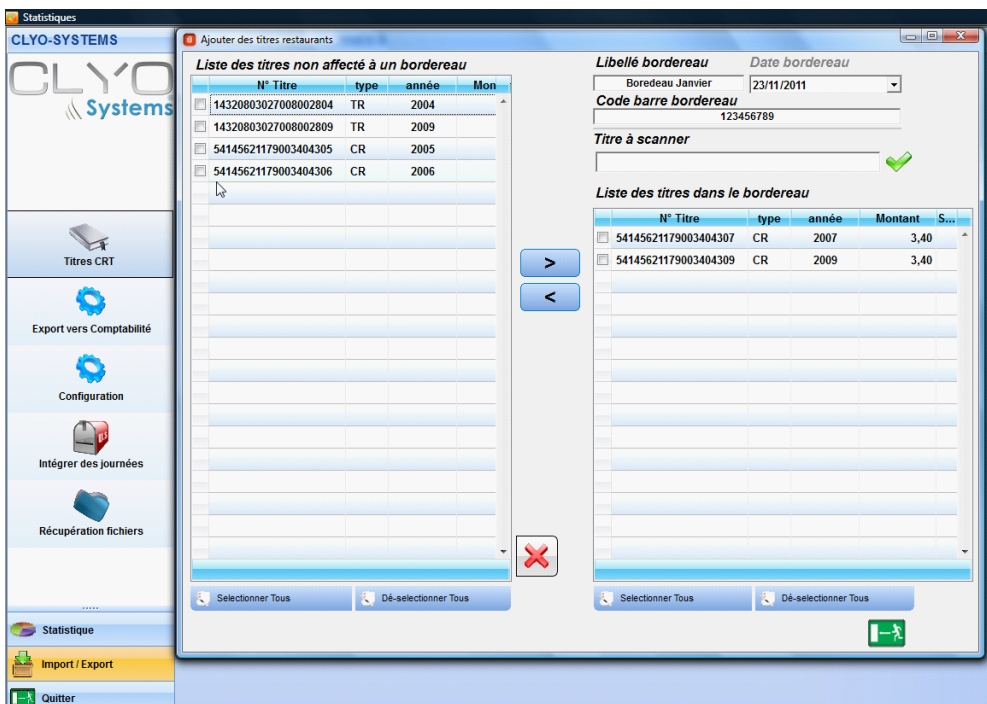 Statistiques
CLYO-SYSTEMS
CLYO
Systems
Titres CRT
Export vers Comptabilité
Configuration
Intégrer des journées
Récupération fichiers
Statistique
Import / Export
Quitter
Ajouter des titres restaurants
Liste des titres non affecté à un bordereau
N° Titre type année Mon
14320803027008002804 TR 2004
14320803027008002809 TR 2009
54145621179003404305 CR 2005
54145621179003404306 CR 2006
Selectionner Tous Dé-selectionner Tous
>
<
Libellé bordereau Date bordereau
Boredeau Janvier 23/11/2011
Code barre bordereau
123456789
Titre à scanner
Liste des titres dans le bordereau
N° Titre type année Montant S...
54145621179003404307 CR 2007 3,40
54145621179003404309 CR 2009 3,40
Selectionner Tous Dé-selectionner Tous